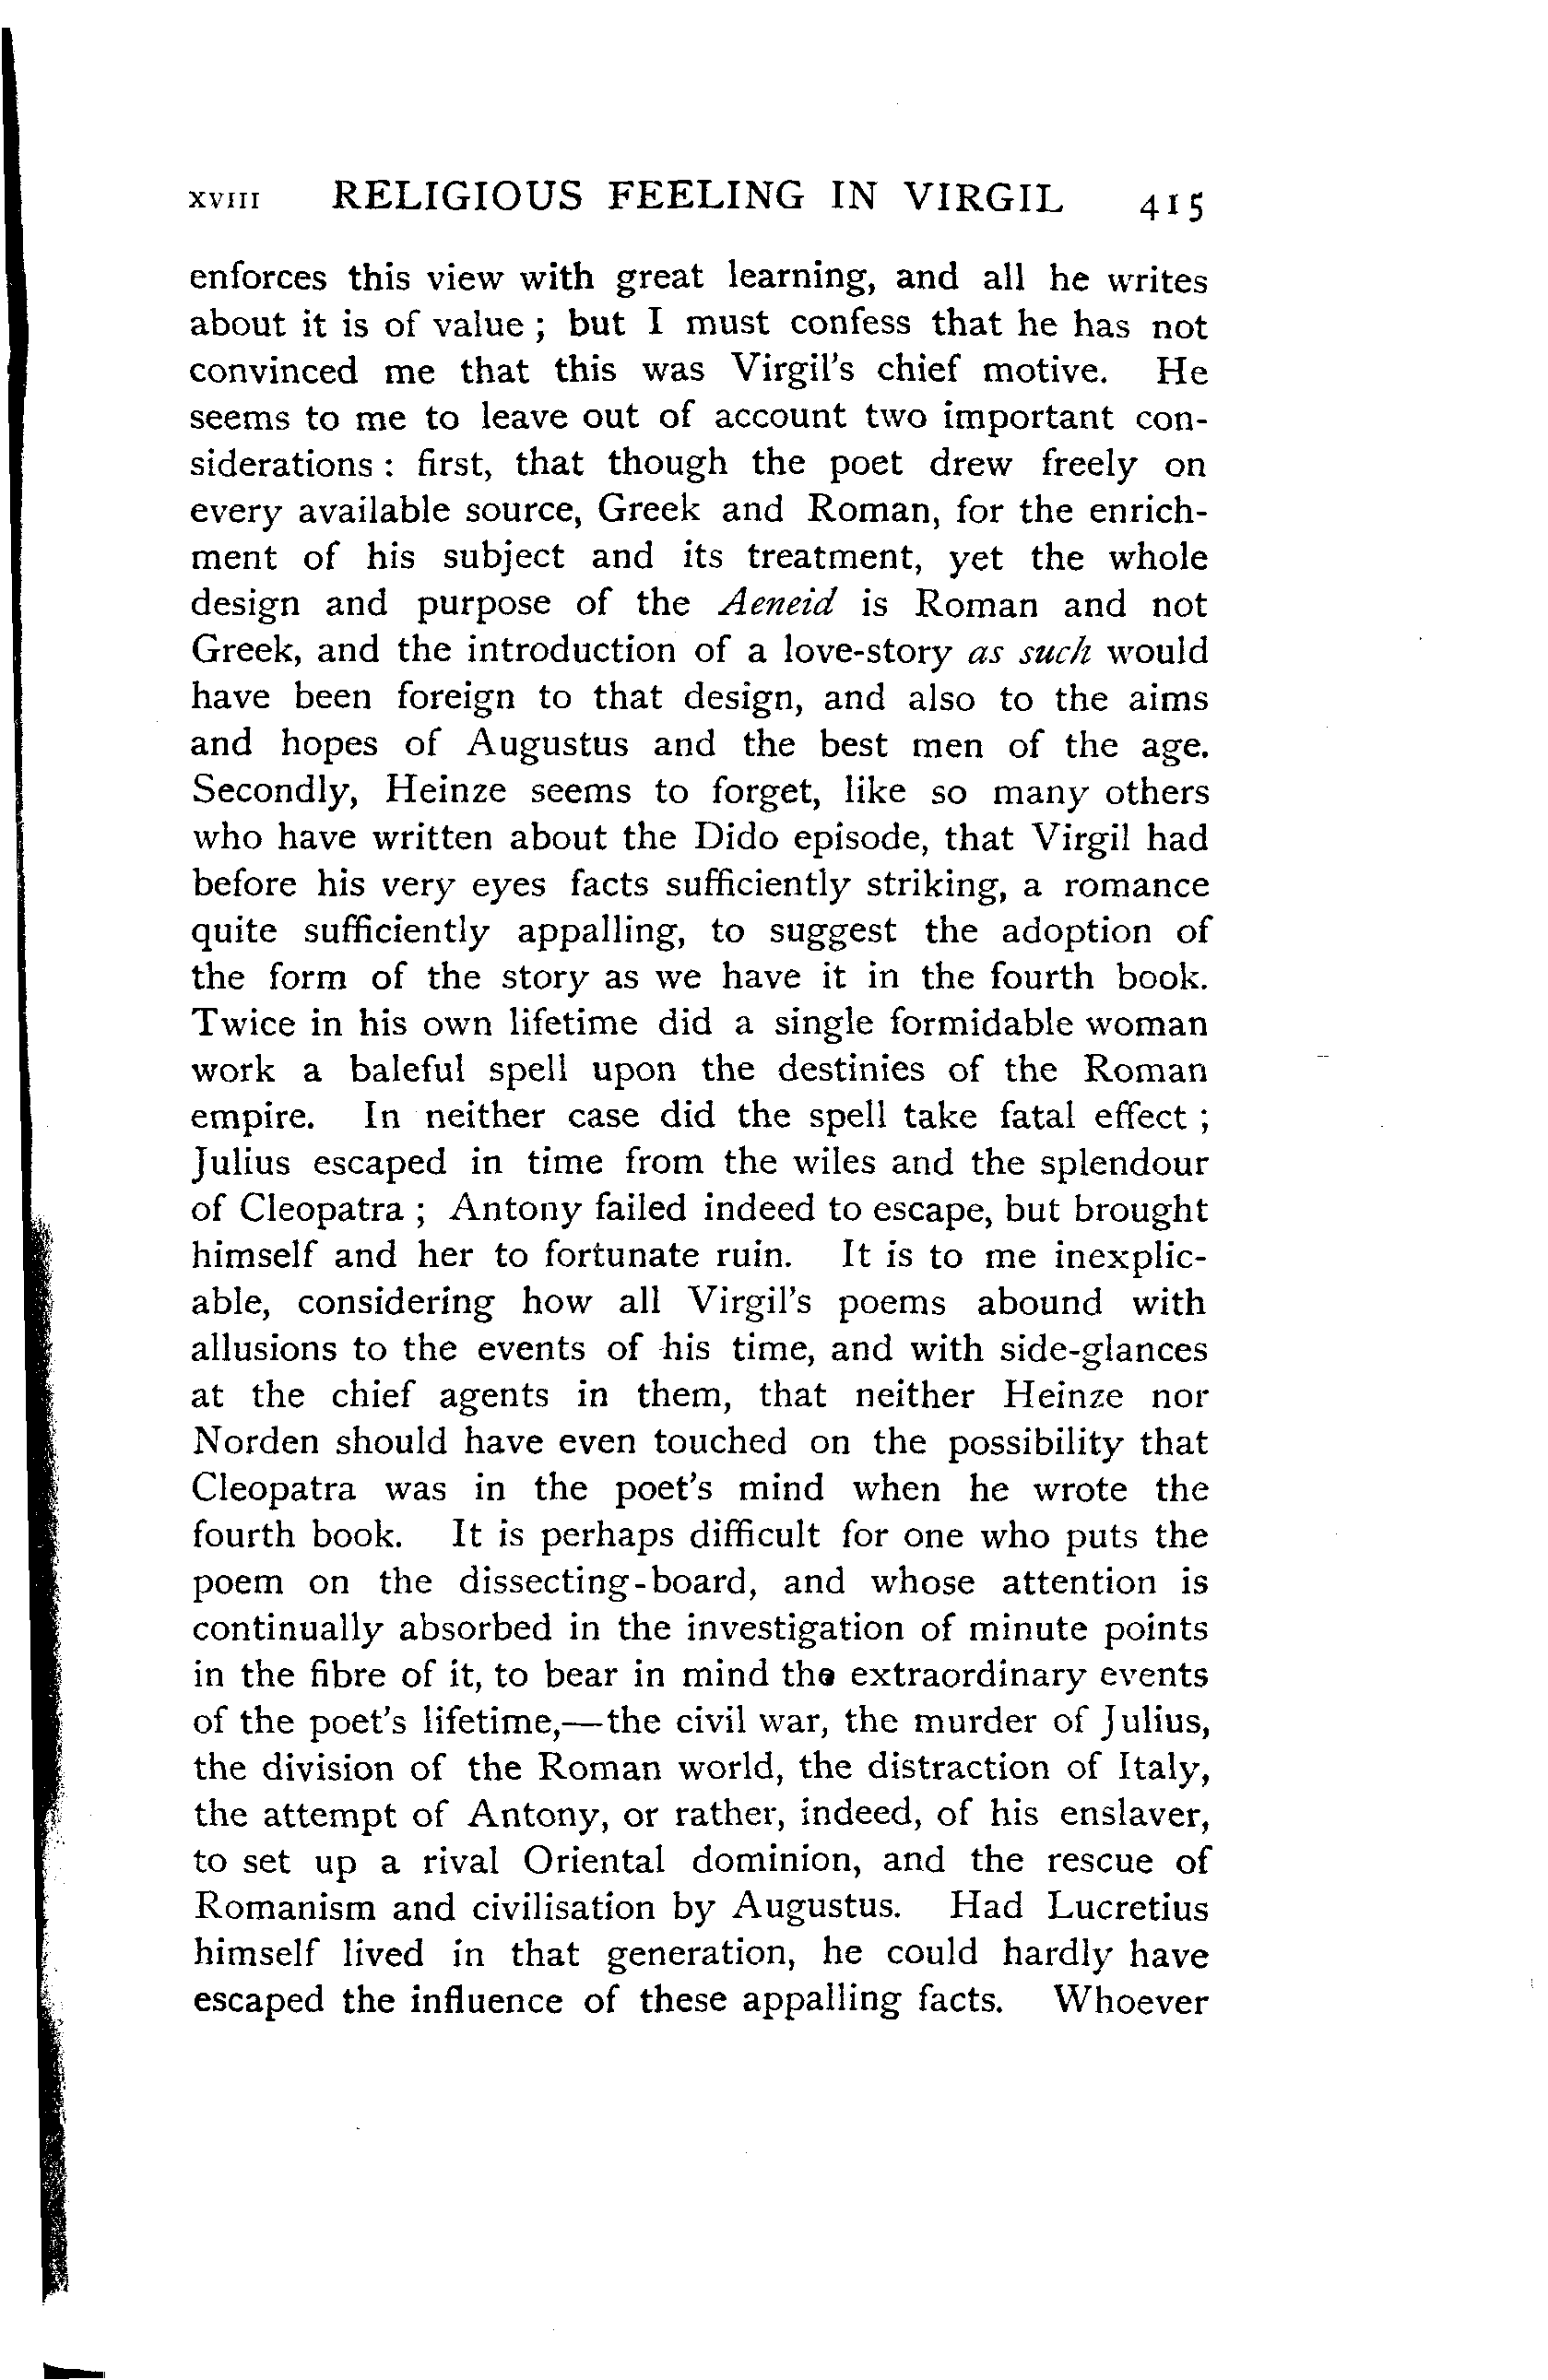 XVIII RELIGIOUS FEELING IN VIRGIL 415
enforces this view with great learning, and all he writes
about it is of value ; but I must confess that he has not
convinced me that this was Virgil's chief motive. He
seems to me to leave out of account two important con-
siderations : first, that though the poet drew freely on
every available source, Greek and Roman, for the enrich-
ment of his subject and its treatment, yet the whole
design and purpose of the Aeneid is Roman and not
Greek, and the introduction of a love-story as such would
have been foreign to that design, and also to the aims
and hopes of Augustus and the best men of the age.
Secondly, Heinze seems to forget, like so many others
who have written about the Dido episode, that Virgil had
before his very eyes facts sufficiently striking, a romance
quite sufficiently appalling, to suggest the adoption of
the form of the story as we have it in the fourth book.
Twice in his own lifetime did a single formidable woman
work a baleful spell upon the destinies of the Roman
empire. In neither case did the spell take fatal effect ;
Julius escaped in time from the wiles and the splendour
of Cleopatra ; Antony failed indeed to escape, but brought
himself and her to fortunate ruin. It is to me inexplic-
able, considering how all Virgil's poems abound with
allusions to the events of his time, and with side-glances
at the chief agents in them, that neither Heinze nor
Norden should have even touched on the possibility that
Cleopatra was in the poet's mind when he wrote the
fourth book. It is perhaps difficult for one who puts the
poem on the dissecting-board, and whose attention is
continually absorbed in the investigation of minute points
in the fibre of it, to bear in mind the extraordinary events
of the poet's lifetime,—the civil war, the murder of Julius,
the division of the Roman world, the distraction of Italy,
the attempt of Antony, or rather, indeed, of his enslaver,
to set up a rival Oriental dominion, and the rescue of
Romanism and civilisation by Augustus. Had Lucretius
himself lived in that generation, he could hardly have
escaped the influence of these appalling facts. Whoever